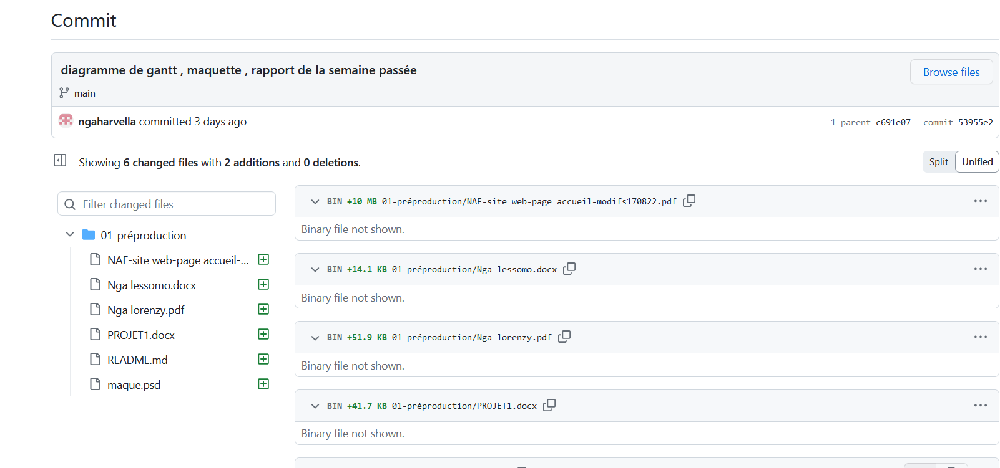 Commit
diagramme de gantt , maquette , rapport de la semaine passée
Browse files
main
ngaharvella committed 3 days ago
1 parent c691e07 commit 53955e2
Showing 6 changed files with 2 additions and 0 deletions.
Split Unified
Filter changed files
01-préproduction
NAF-site web-page accueil-...
Nga lessomo.docx
Nga lorenzy.pdf
PROJET1.docx
README.md
maque.psd
BIN +10 MB 01-préproduction/NAF-site web-page accueil-modifs170822.pdf
Binary file not shown.
BIN +14.1 KB 01-préproduction/Nga lessomo.docx
Binary file not shown.
BIN +51.9 KB 01-préproduction/Nga lorenzy.pdf
Binary file not shown.
BIN +41.7 KB 01-préproduction/PROJET1.docx
Binary file not shown.